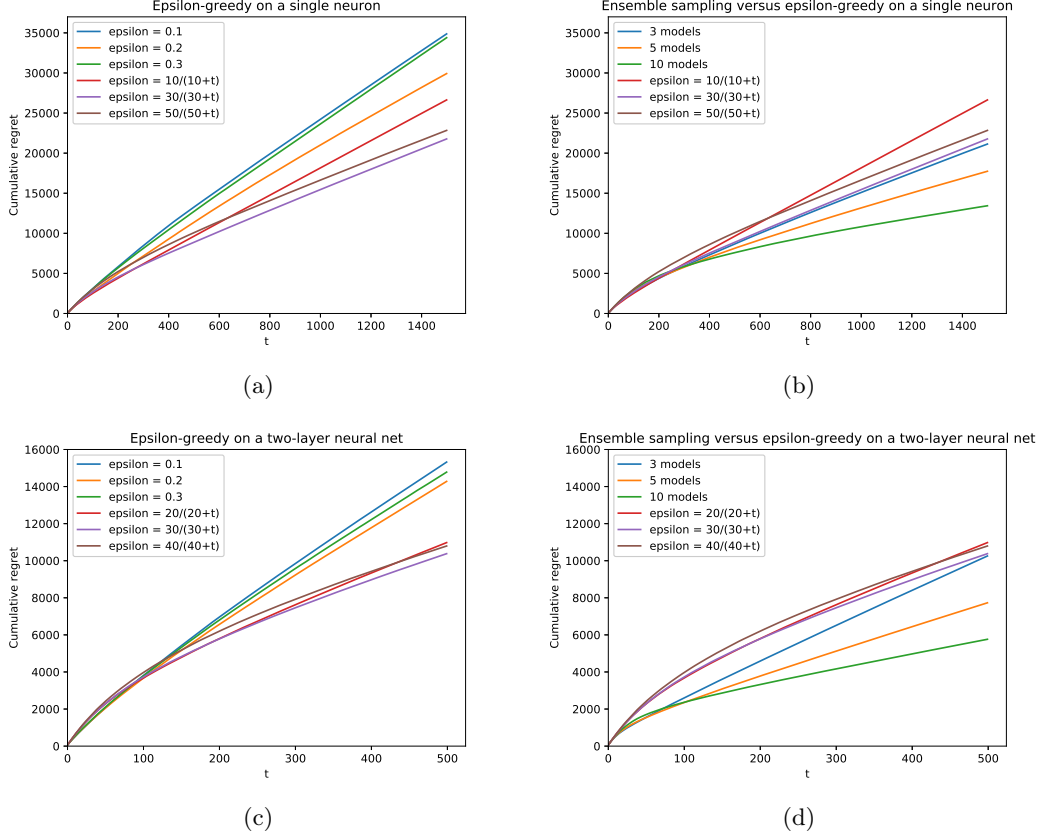 Epsilon-greedy on a single neuron
35000
30000
25000
20000
15000
10000
5000
0
Cumulative regret
epsilon = 0.1
epsilon = 0.2
epsilon = 0.3
epsilon = 10/(10+t)
epsilon = 30/(30+t)
epsilon = 50/(50+t)
0 200 400 600 800 1000 1200 1400
t
(a)
Ensemble sampling versus epsilon-greedy on a single neuron
35000
30000
25000
20000
15000
10000
5000
0
Cumulative regret
3 models
5 models
10 models
epsilon = 10/(10+t)
epsilon = 30/(30+t)
epsilon = 50/(50+t)
0 200 400 600 800 1000 1200 1400
t
(b)
Epsilon-greedy on a two-layer neural net
16000
14000
12000
10000
8000
6000
4000
2000
0
Cumulative regret
epsilon = 0.1
epsilon = 0.2
epsilon = 0.3
epsilon = 20/(20+t)
epsilon = 30/(30+t)
epsilon = 40/(40+t)
0 100 200 300 400 500
t
(c)
Ensemble sampling versus epsilon-greedy on a two-layer neural net
16000
14000
12000
10000
8000
6000
4000
2000
0
Cumulative regret
3 models
5 models
10 models
epsilon = 20/(20+t)
epsilon = 30/(30+t)
epsilon = 40/(40+t)
0 100 200 300 400 500
t
(d)